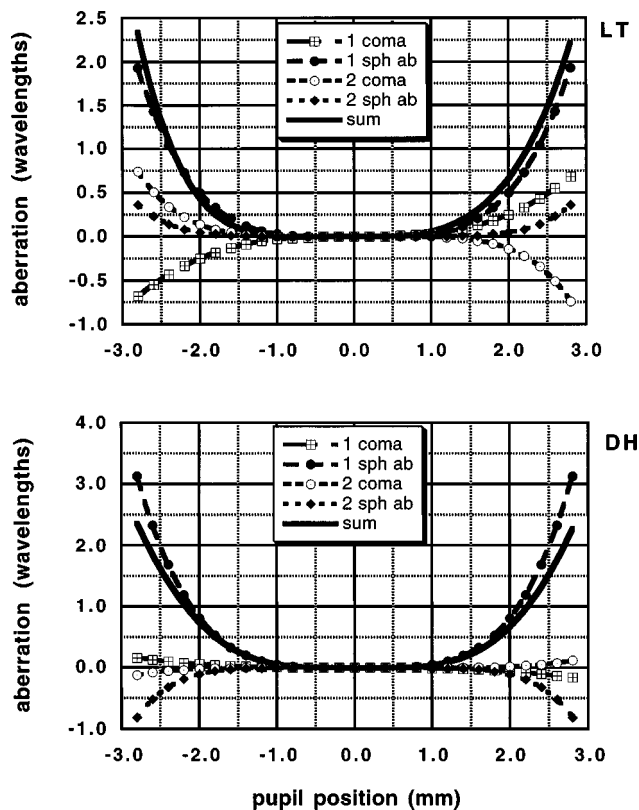 LT
aberration (wavelengths)
2.5
2.0
1.5
1.0
0.5
0.0
-0.5
-1.0
1 coma
1 sph ab
2 coma
2 sph ab
sum
-3.0 -2.0 -1.0 0.0 1.0 2.0 3.0
DH
aberration (wavelengths)
4.0
3.0
2.0
1.0
0.0
-1.0
1 coma
1 sph ab
2 coma
2 sph ab
sum
-3.0 -2.0 -1.0 0.0 1.0 2.0 3.0
pupil position (mm)